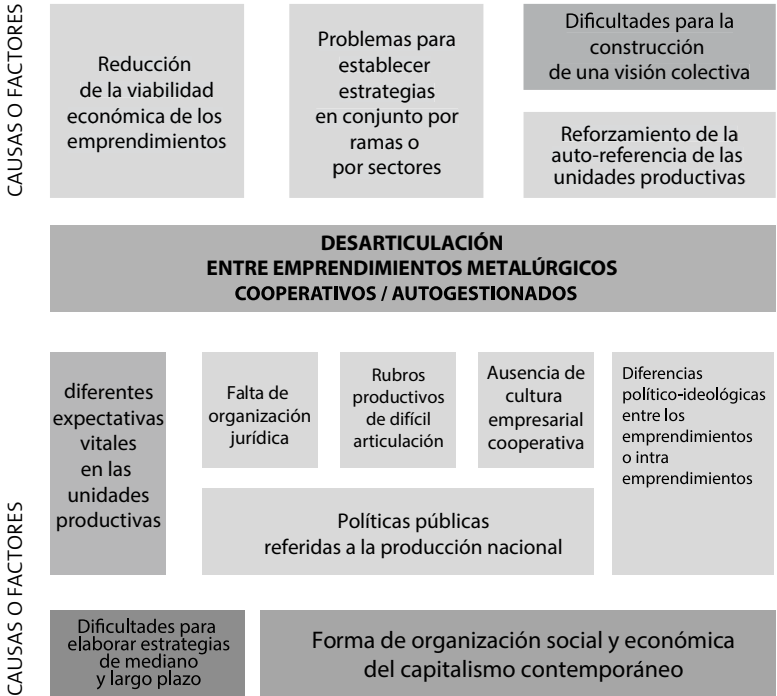 CAUSAS O FACTORES
Reducción
de la viabilidad
económica de los
emprendimientos
Problemas para
establecer
estrategias
en conjunto por
ramas o
por sectores
Dificultades para la
construcción
de una visión colectiva
Reforzamiento de la
auto-referencia de las
unidades productivas
DESARTICULACIÓN
ENTRE EMPRENDIMIENTOS METALÚRGICOS
COOPERATIVOS / AUTOGESTIONADOS
CAUSAS O FACTORES
diferentes
expectativas
vitales
en las
unidades
productivas
Falta de
organización
jurídica
Rubros
productivos
de difícil
articulación
Ausencia de
cultura
empresarial
cooperativa
Diferencias
político-ideológicas
entre los
emprendimientos
o intra
emprendimientos
Políticas públicas
referidas a la producción nacional
Dificultades para
elaborar estrategias
de mediano
y largo plazo
Forma de organización social y económica
del capitalismo contemporáneo